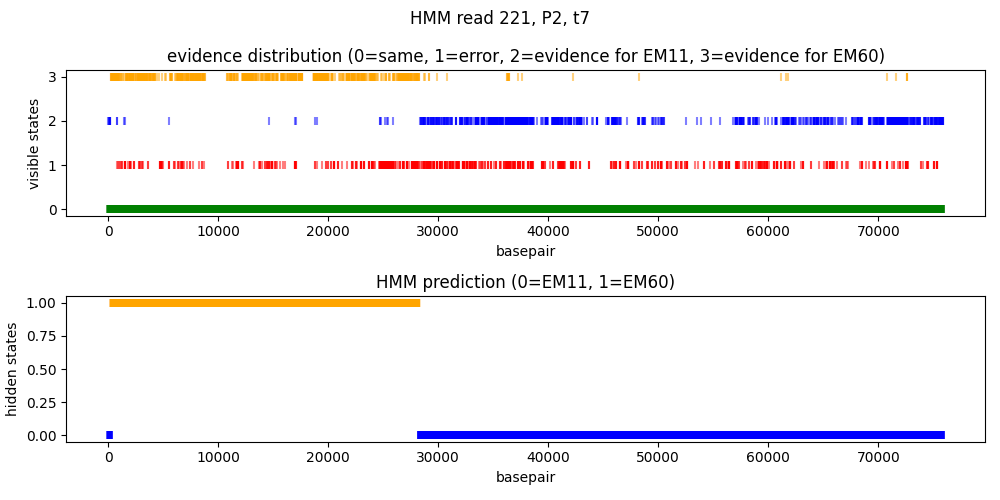 HMM read 221, P2, t7
evidence distribution (0=same, 1=error, 2=evidence for EM11, 3=evidence for EM60)
visible states
3
2
1
0
0 10000 20000 30000 40000 50000 60000 70000
basepair
HMM prediction (0=EM11, 1=EM60)
hidden states
1.00
0.75
0.50
0.25
0.00
0 10000 20000 30000 40000 50000 60000 70000
basepair